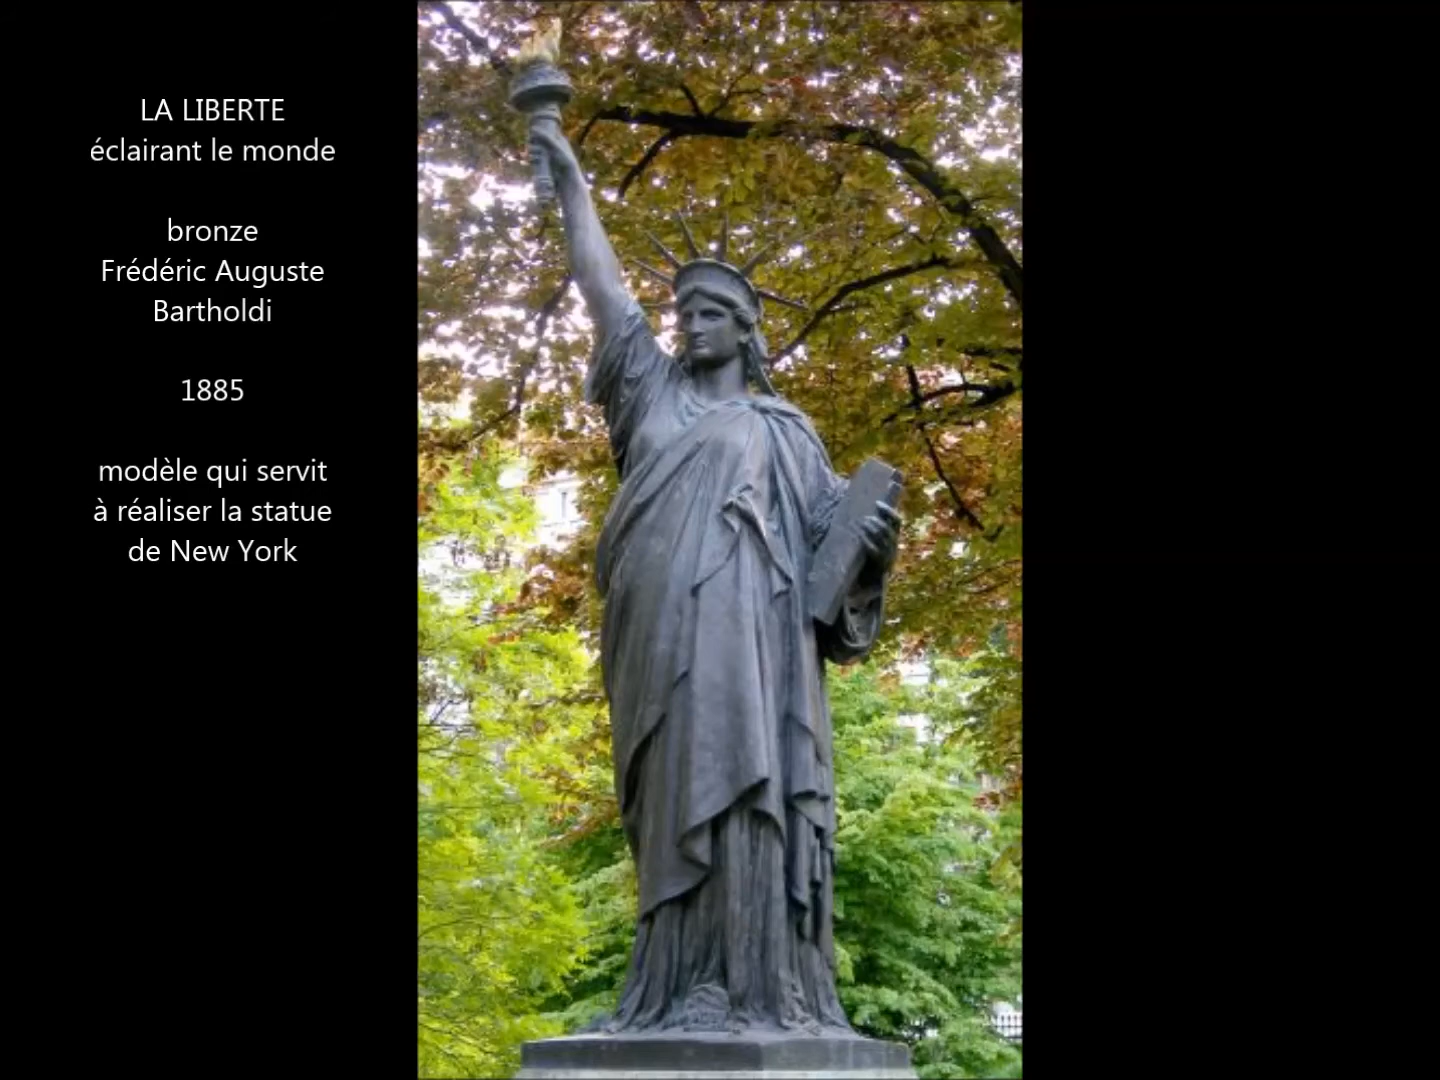 LA LIBERTE
éclairant le monde
bronze
Frédéric Auguste
Bartholdi
1885
modèle qui servit
à réaliser la statue
de New York